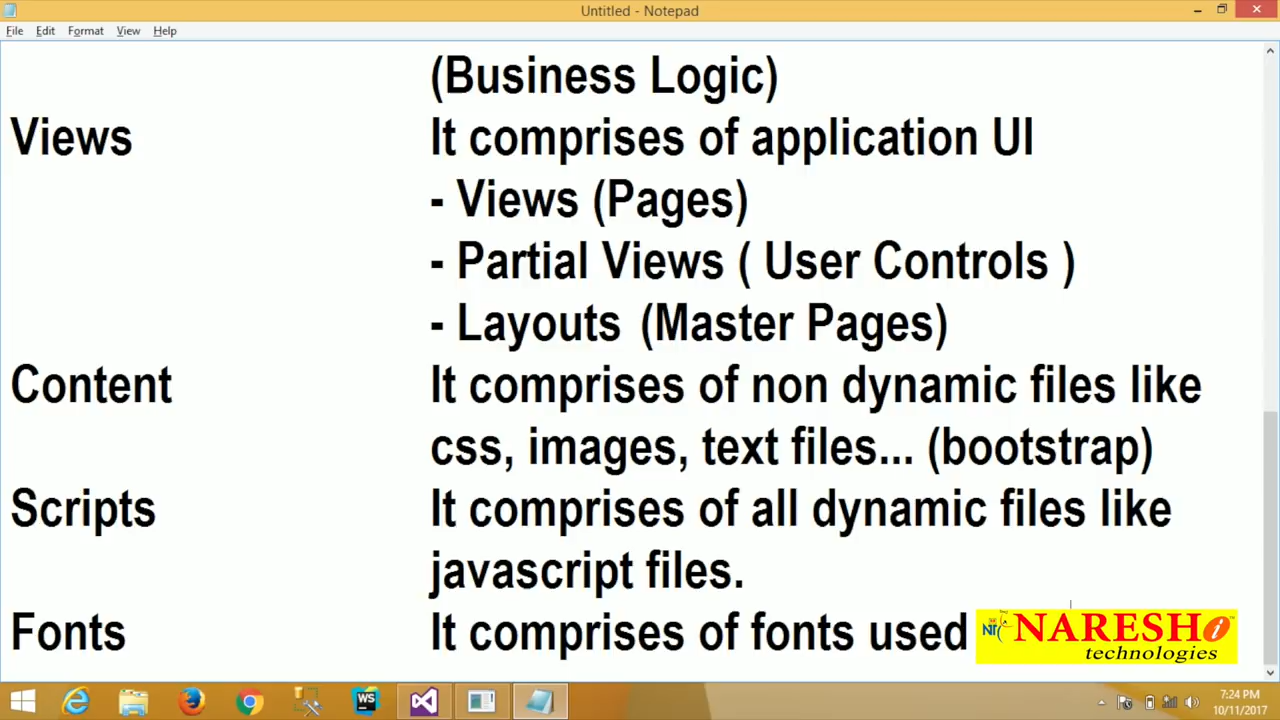 Untitled - Notepad
File Edit Format View Help
(Business Logic)
Views It comprises of application UI
- Views (Pages)
- Partial Views ( User Controls )
- Layouts (Master Pages)
Content It comprises of non dynamic files like
css, images, text files... (bootstrap)
Scripts It comprises of all dynamic files like
javascript files.
Fonts It comprises of fonts used
NARESH i
technologies
WS
7:24 PM
10/11/2017